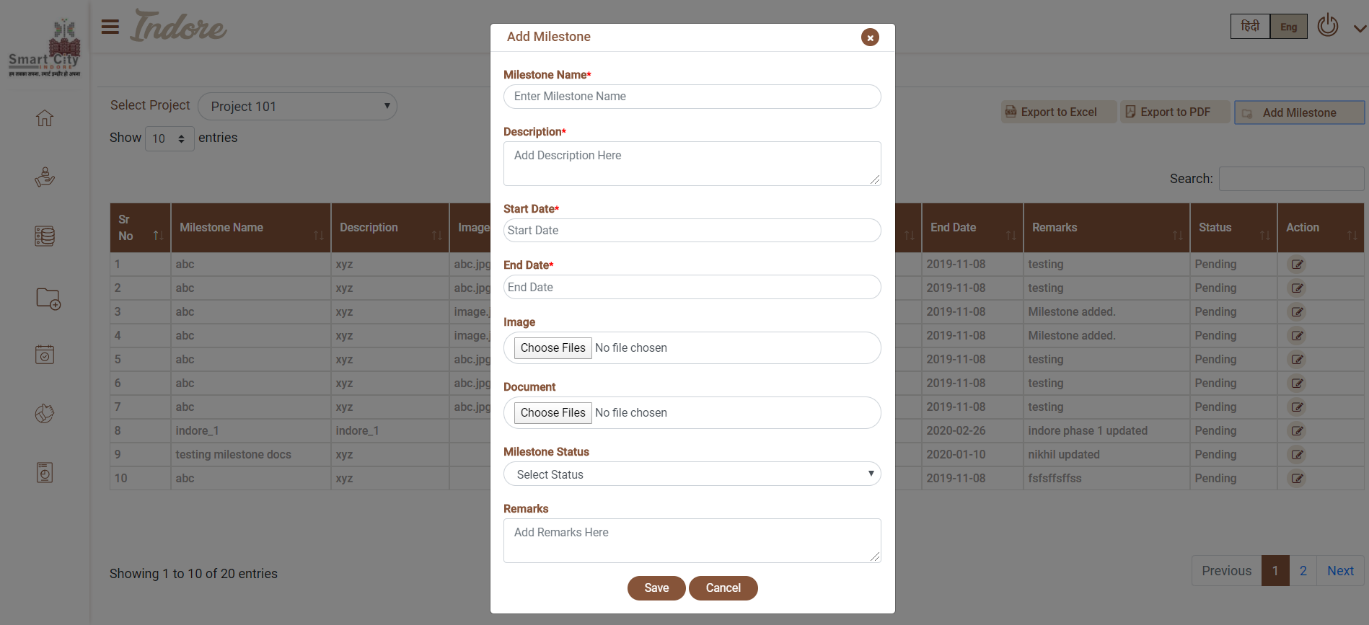 Smart City
INDORE
Indore
हिंदी Eng
Select Project Project 101
Export to Excel Export to PDF Add Milestone
Show 10 entries
Search:
Sr No Milestone Name Description Image End Date Remarks Status Action
1 abc xyz abc.jpg 2019-11-08 testing Pending
2 abc xyz abc.jpg 2019-11-08 testing Pending
3 abc xyz image. 2019-11-08 Milestone added. Pending
4 abc xyz image. 2019-11-08 Milestone added. Pending
5 abc xyz abc.jpg 2019-11-08 testing Pending
6 abc xyz abc.jpg 2019-11-08 testing Pending
7 abc xyz abc.jpg 2019-11-08 testing Pending
8 indore_1 indore_1 2020-02-26 indore phase 1 updated Pending
9 testing milestone docs xyz 2020-01-10 nikhil updated Pending
10 abc xyz 2019-11-08 fsfsffsffss Pending
Showing 1 to 10 of 20 entries
Previous 1 2 Next
Add Milestone
Milestone Name*
Enter Milestone Name
Description*
Add Description Here
Start Date*
Start Date
End Date*
End Date
Image
Choose Files No file chosen
Document
Choose Files No file chosen
Milestone Status
Select Status
Remarks
Add Remarks Here
Save Cancel